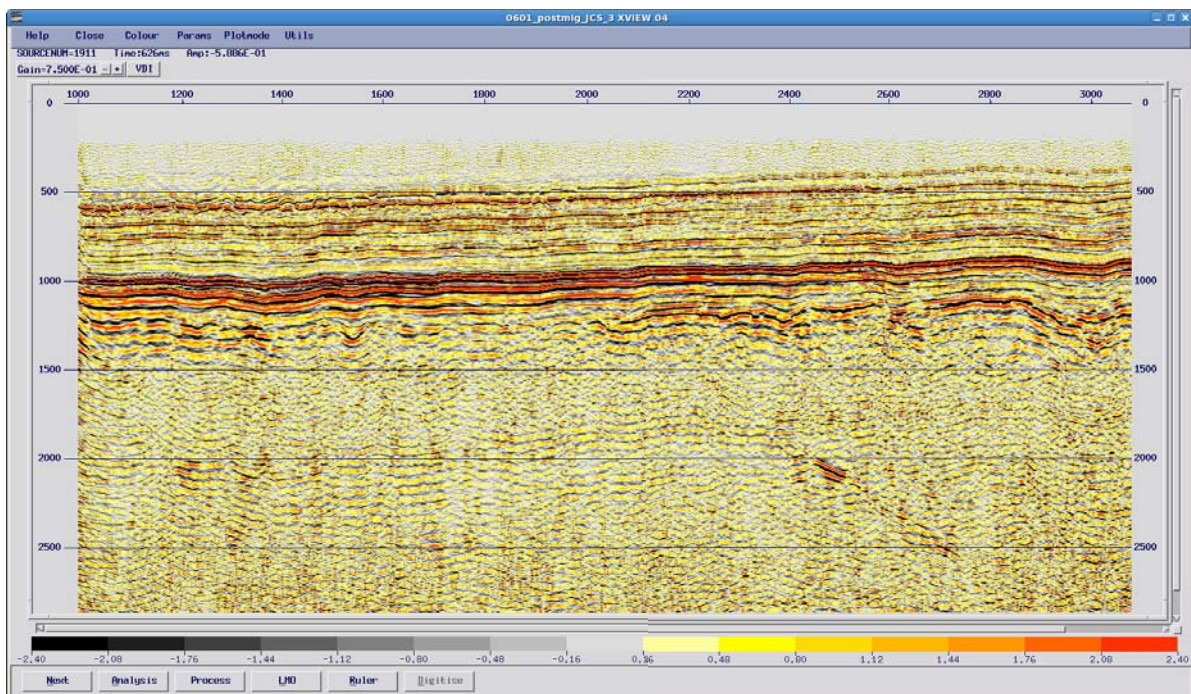 0601_postmig_JCS_3 XVIEW 04
Help Close Colour Params Plotmode Utils
SOURCENUM=1911 Time:626ms Amp:-5.886E-01
Gain=7.500E-01 - + VDI
1000 1200 1400 1600 1800 2000 2200 2400 2600 2800 3000
0 0
500 500
1000 1000
1500 1500
2000 2000
2500 2500
-2.40 -2.08 -1.76 -1.44 -1.12 -0.80 -0.48 -0.16 0.16 0.48 0.80 1.12 1.44 1.76 2.08 2.40
Next Analysis Process LMO Ruler Digitise